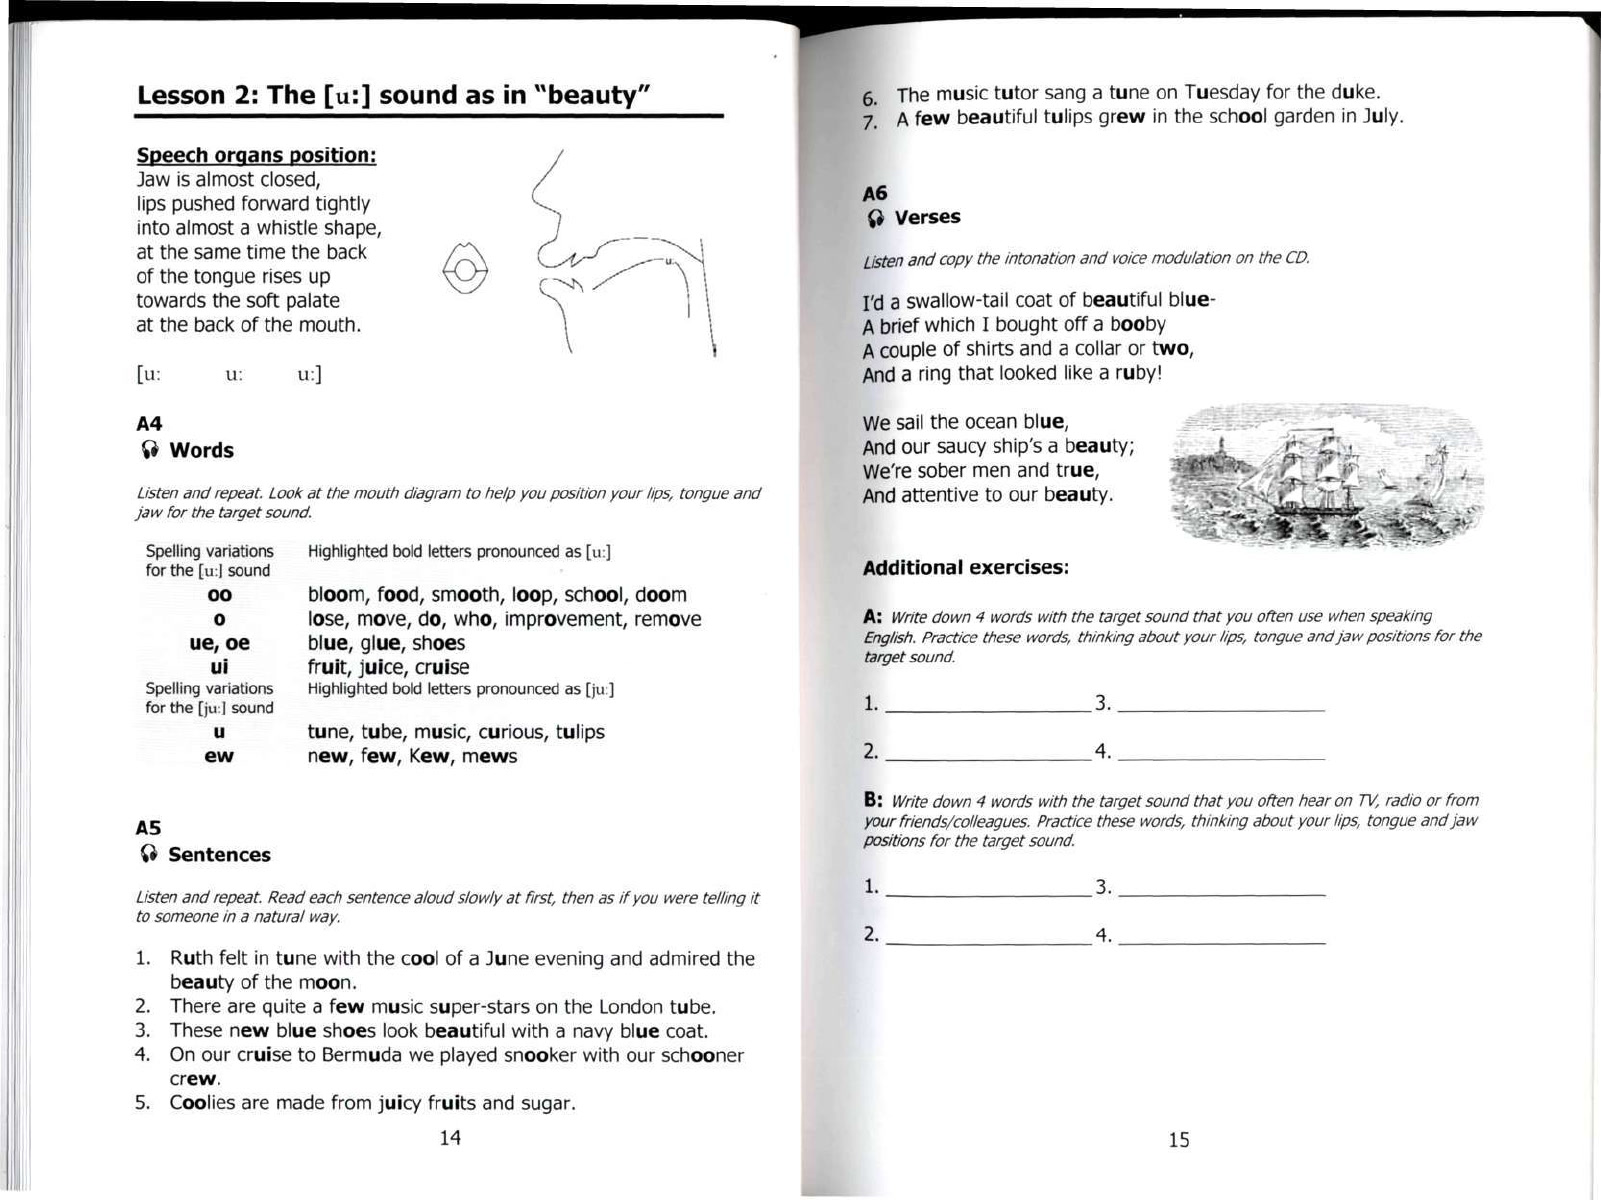 Lesson 2: The [u:] sound as in "beauty"
Speech organs position:
Jaw is almost closed,
lips pushed forward tightly
into almost a whistle shape,
at the same time the back
of the tongue rises up
towards the soft palate
at the back of the mouth.
u:
[u: u: u:]
A4
Words
Listen and repeat. Look at the mouth diagram to help you position your lips, tongue and
jaw for the target sound.
Spelling variations Highlighted bold letters pronounced as [u:]
for the [u:] sound
oo bloom, food, smooth, loop, school, doom
o lose, move, do, who, improvement, remove
ue, oe blue, glue, shoes
ui fruit, juice, cruise
Spelling variations Highlighted bold letters pronounced as [ju:]
for the [ju:] sound
u tune, tube, music, curious, tulips
ew new, few, Kew, mews
A5
Sentences
Listen and repeat. Read each sentence aloud slowly at first, then as if you were telling it
to someone in a natural way.
1. Ruth felt in tune with the cool of a June evening and admired the
beauty of the moon.
2. There are quite a few music super-stars on the London tube.
3. These new blue shoes look beautiful with a navy blue coat.
4. On our cruise to Bermuda we played snooker with our schooner
crew.
5. Coolies are made from juicy fruits and sugar.
14
6. The music tutor sang a tune on Tuesday for the duke.
7. A few beautiful tulips grew in the school garden in July.
A6
Verses
Listen and copy the intonation and voice modulation on the CD.
I'd a swallow-tail coat of beautiful blue-
A brief which I bought off a booby
A couple of shirts and a collar or two,
And a ring that looked like a ruby!
We sail the ocean blue,
And our saucy ship's a beauty;
We're sober men and true,
And attentive to our beauty.
Additional exercises:
A: Write down 4 words with the target sound that you often use when speaking
English. Practice these words, thinking about your lips, tongue and jaw positions for the
target sound.
1. 3.
2. 4.
B: Write down 4 words with the target sound that you often hear on TV, radio or from
your friends/colleagues. Practice these words, thinking about your lips, tongue and jaw
positions for the target sound.
1. 3.
2. 4.
15